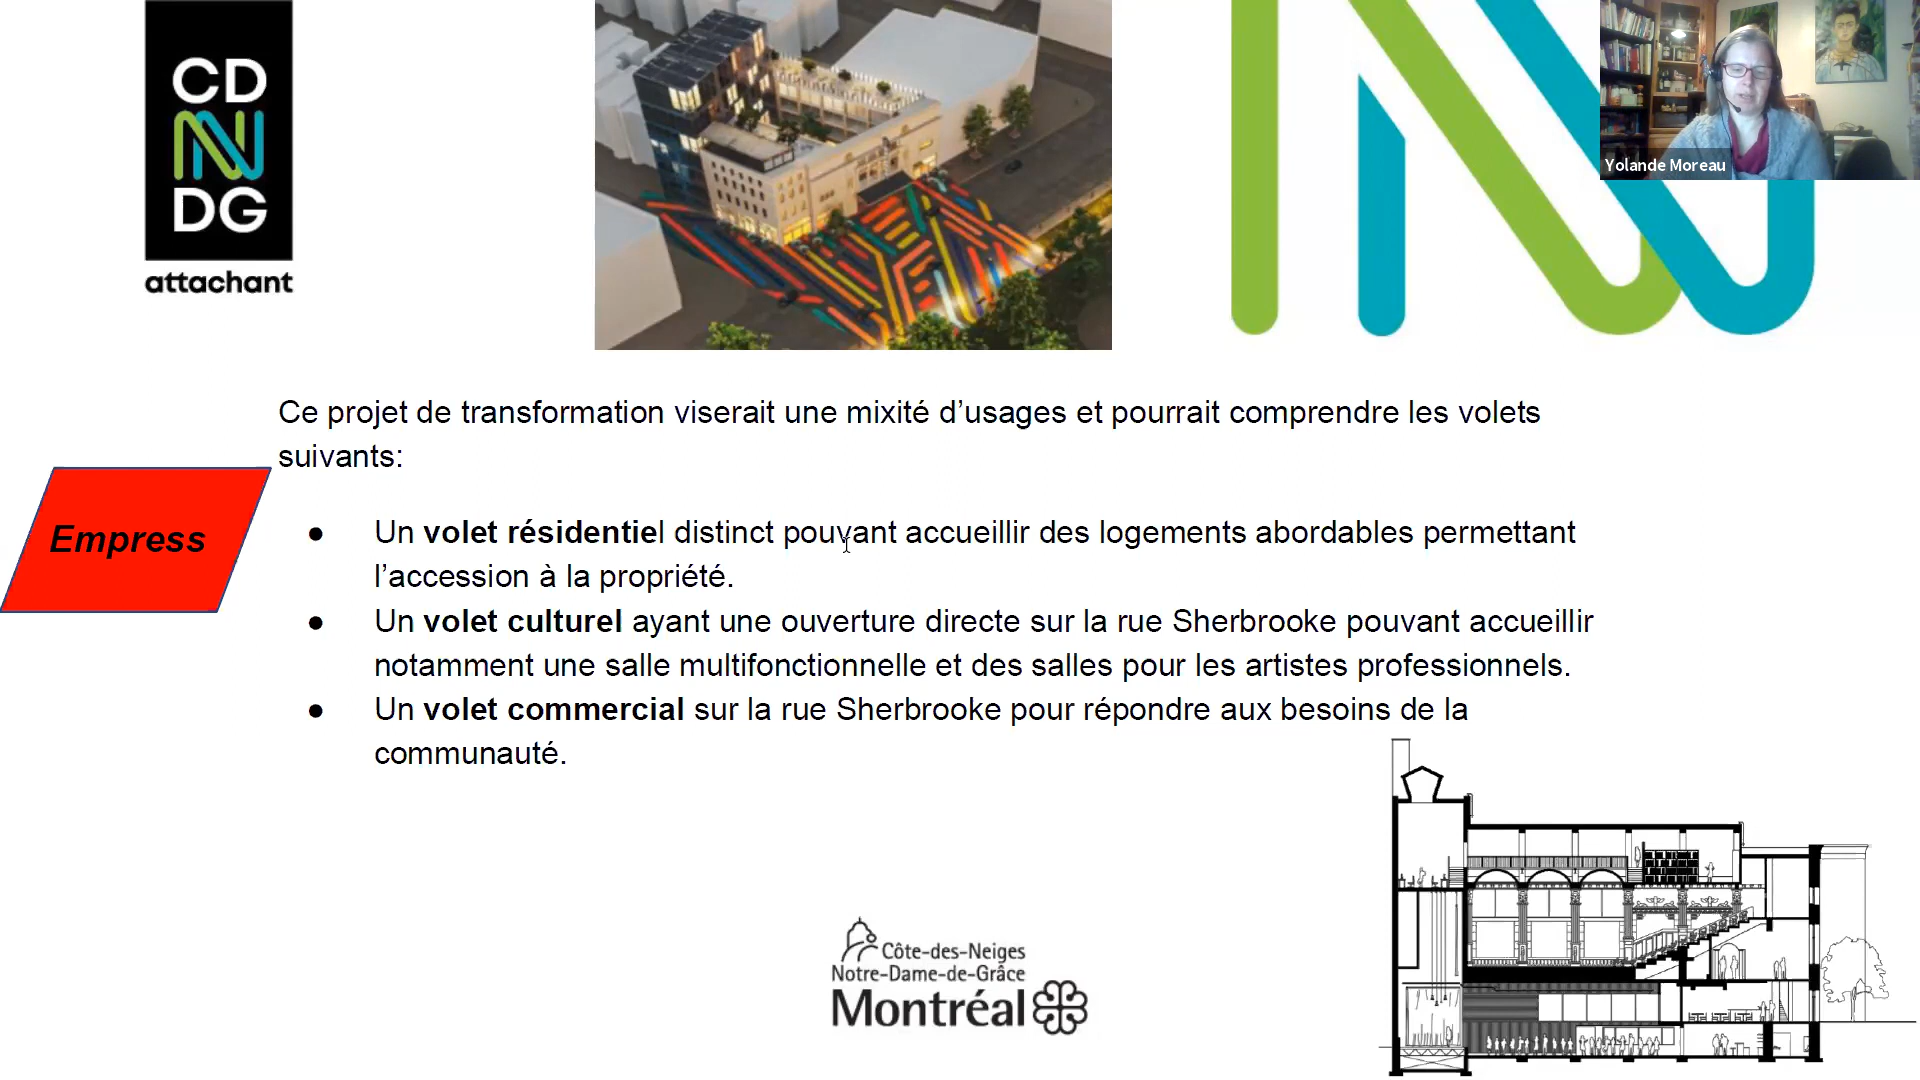 CD
N
DG
attachant
Yolande Moreau
Ce projet de transformation viserait une mixité d’usages et pourrait comprendre les volets
suivants:
Empress
● Un volet résidentiel distinct pouvant accueillir des logements abordables permettant
l’accession à la propriété.
● Un volet culturel ayant une ouverture directe sur la rue Sherbrooke pouvant accueillir
notamment une salle multifonctionnelle et des salles pour les artistes professionnels.
● Un volet commercial sur la rue Sherbrooke pour répondre aux besoins de la
communauté.
Côte-des-Neiges
Notre-Dame-de-Grâce
Montréal